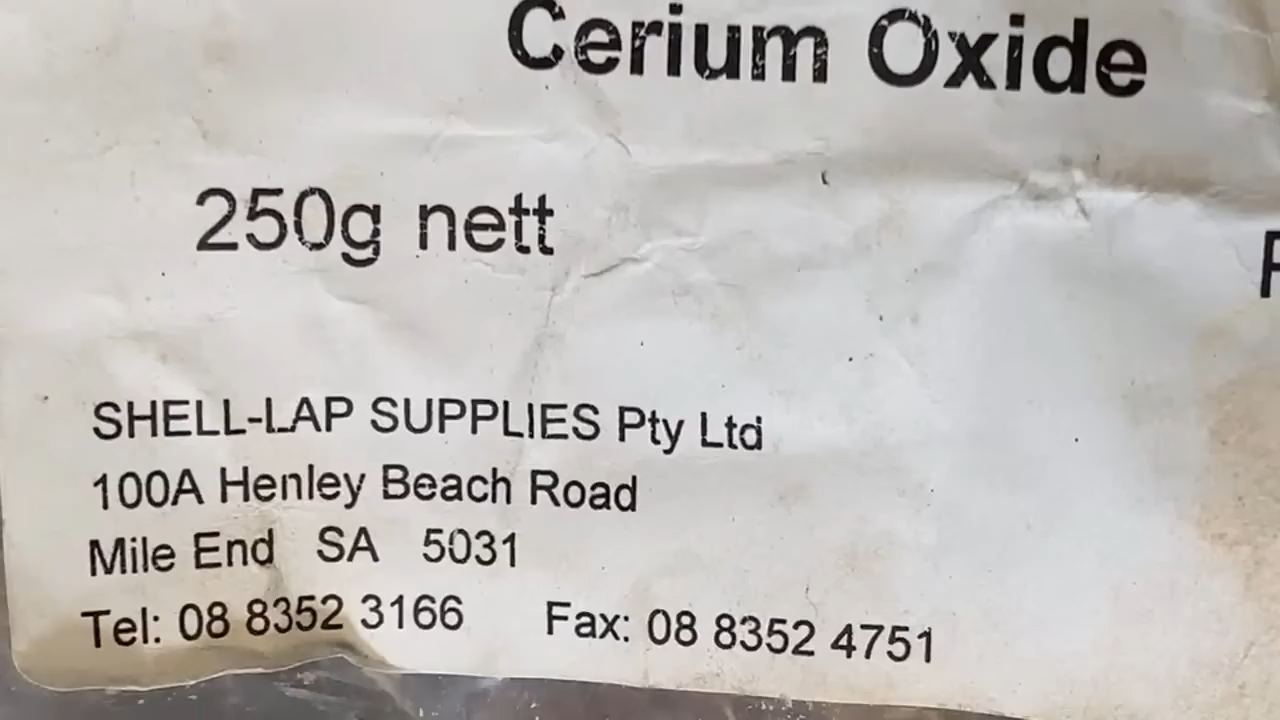 Cerium Oxide
250g nett
SHELL-LAP SUPPLIES Pty Ltd
100A Henley Beach Road
Mile End SA 5031
Tel: 08 8352 3166 Fax: 08 8352 4751